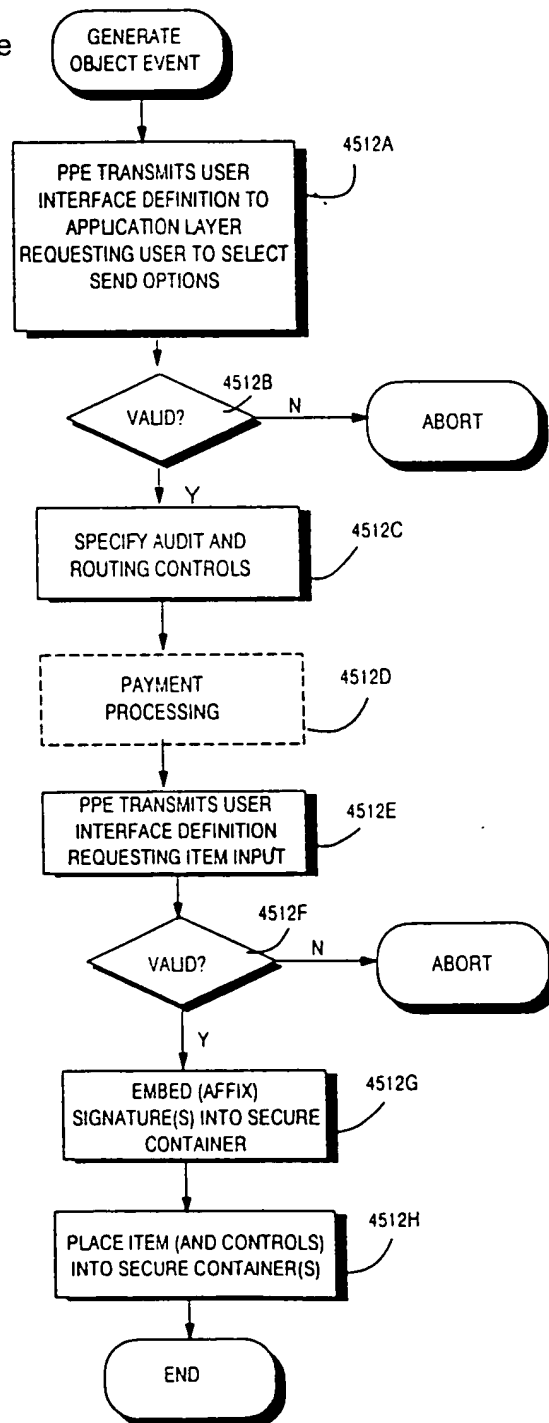 e
GENERATE
OBJECT EVENT
4512A
PPE TRANSMITS USER
INTERFACE DEFINITION TO
APPLICATION LAYER
REQUESTING USER TO SELECT
SEND OPTIONS
4512B
VALID?
N
ABORT
Y
4512C
SPECIFY AUDIT AND
ROUTING CONTROLS
4512D
PAYMENT
PROCESSING
4512E
PPE TRANSMITS USER
INTERFACE DEFINITION
REQUESTING ITEM INPUT
4512F
VALID?
N
ABORT
Y
4512G
EMBED (AFFIX)
SIGNATURE(S) INTO SECURE
CONTAINER
4512H
PLACE ITEM (AND CONTROLS)
INTO SECURE CONTAINER(S)
END